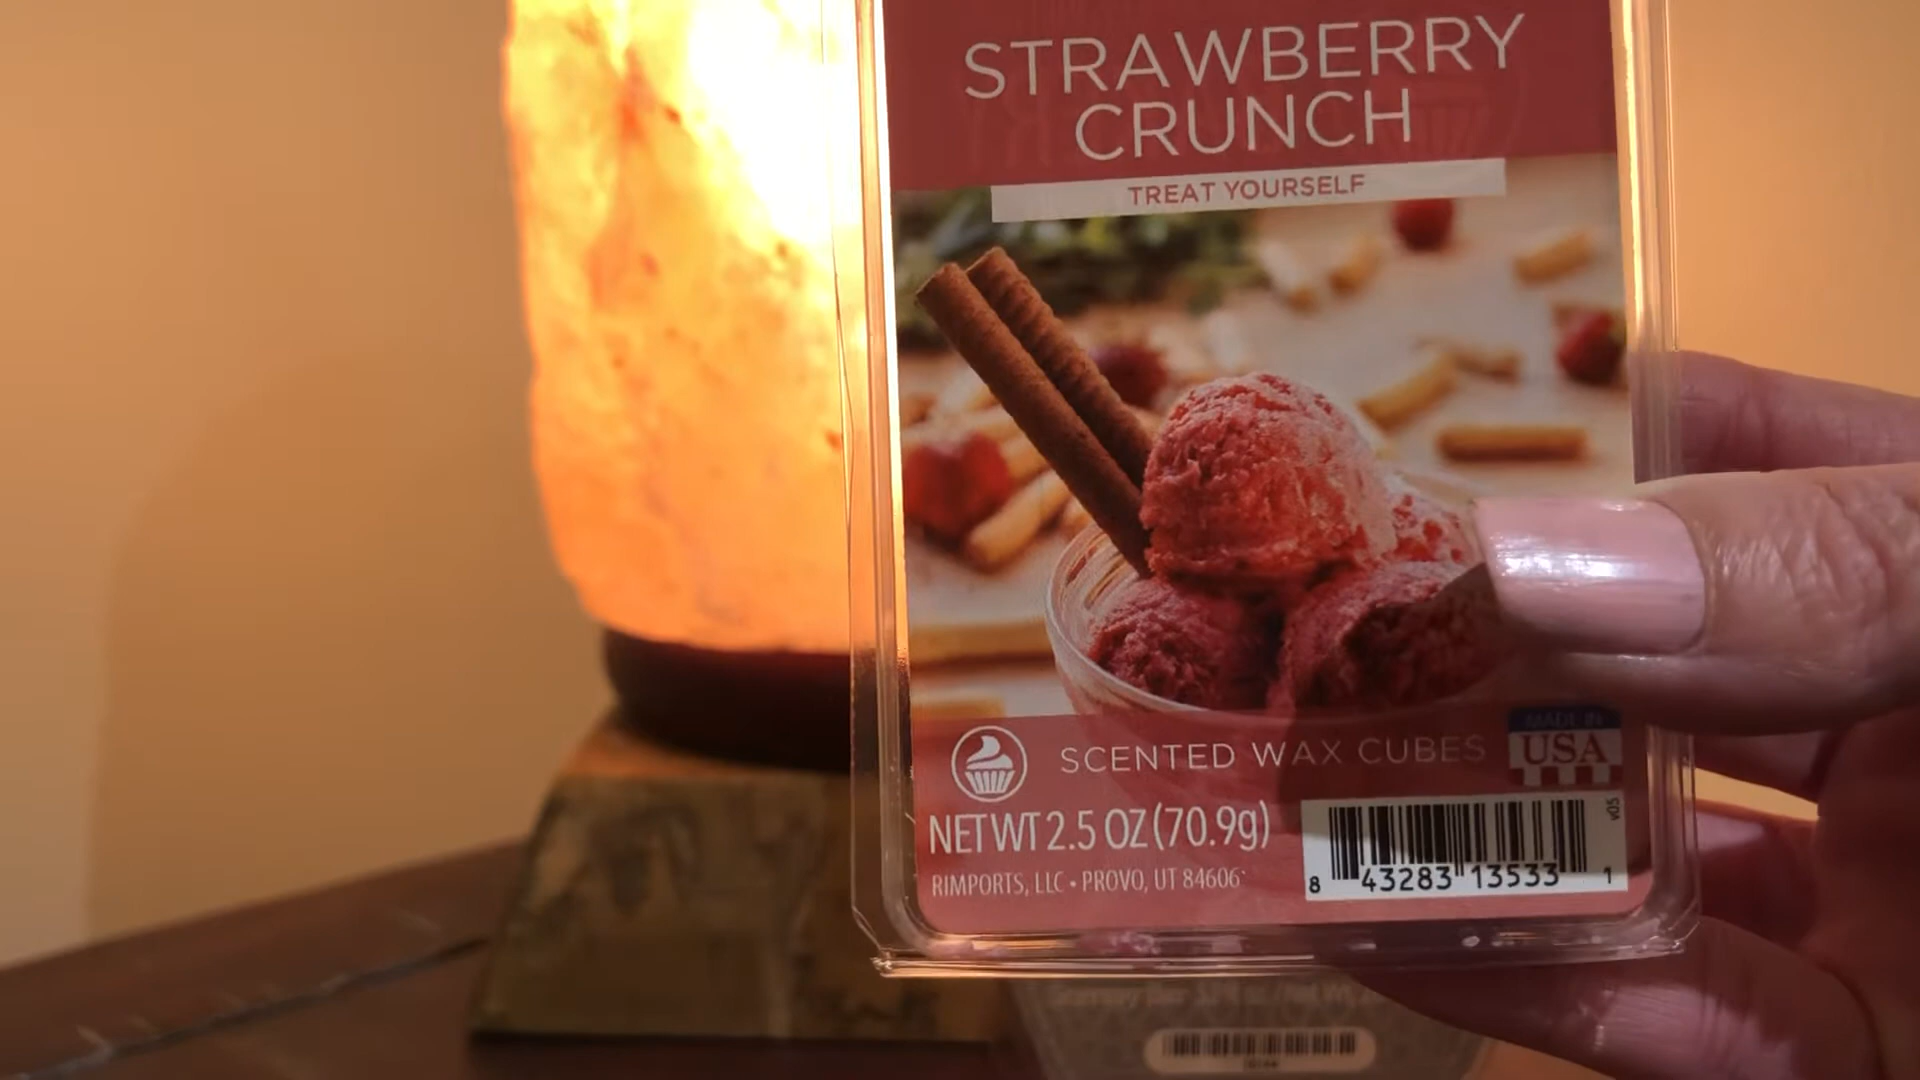 STRAWBERRY
CRUNCH
TREAT YOURSELF
SCENTED WAX CUBES
MADE IN
USA
NET WT 2.5 OZ (70.9g)
RIMPORTS, LLC • PROVO, UT 84606
v05
8 43283 13533 1